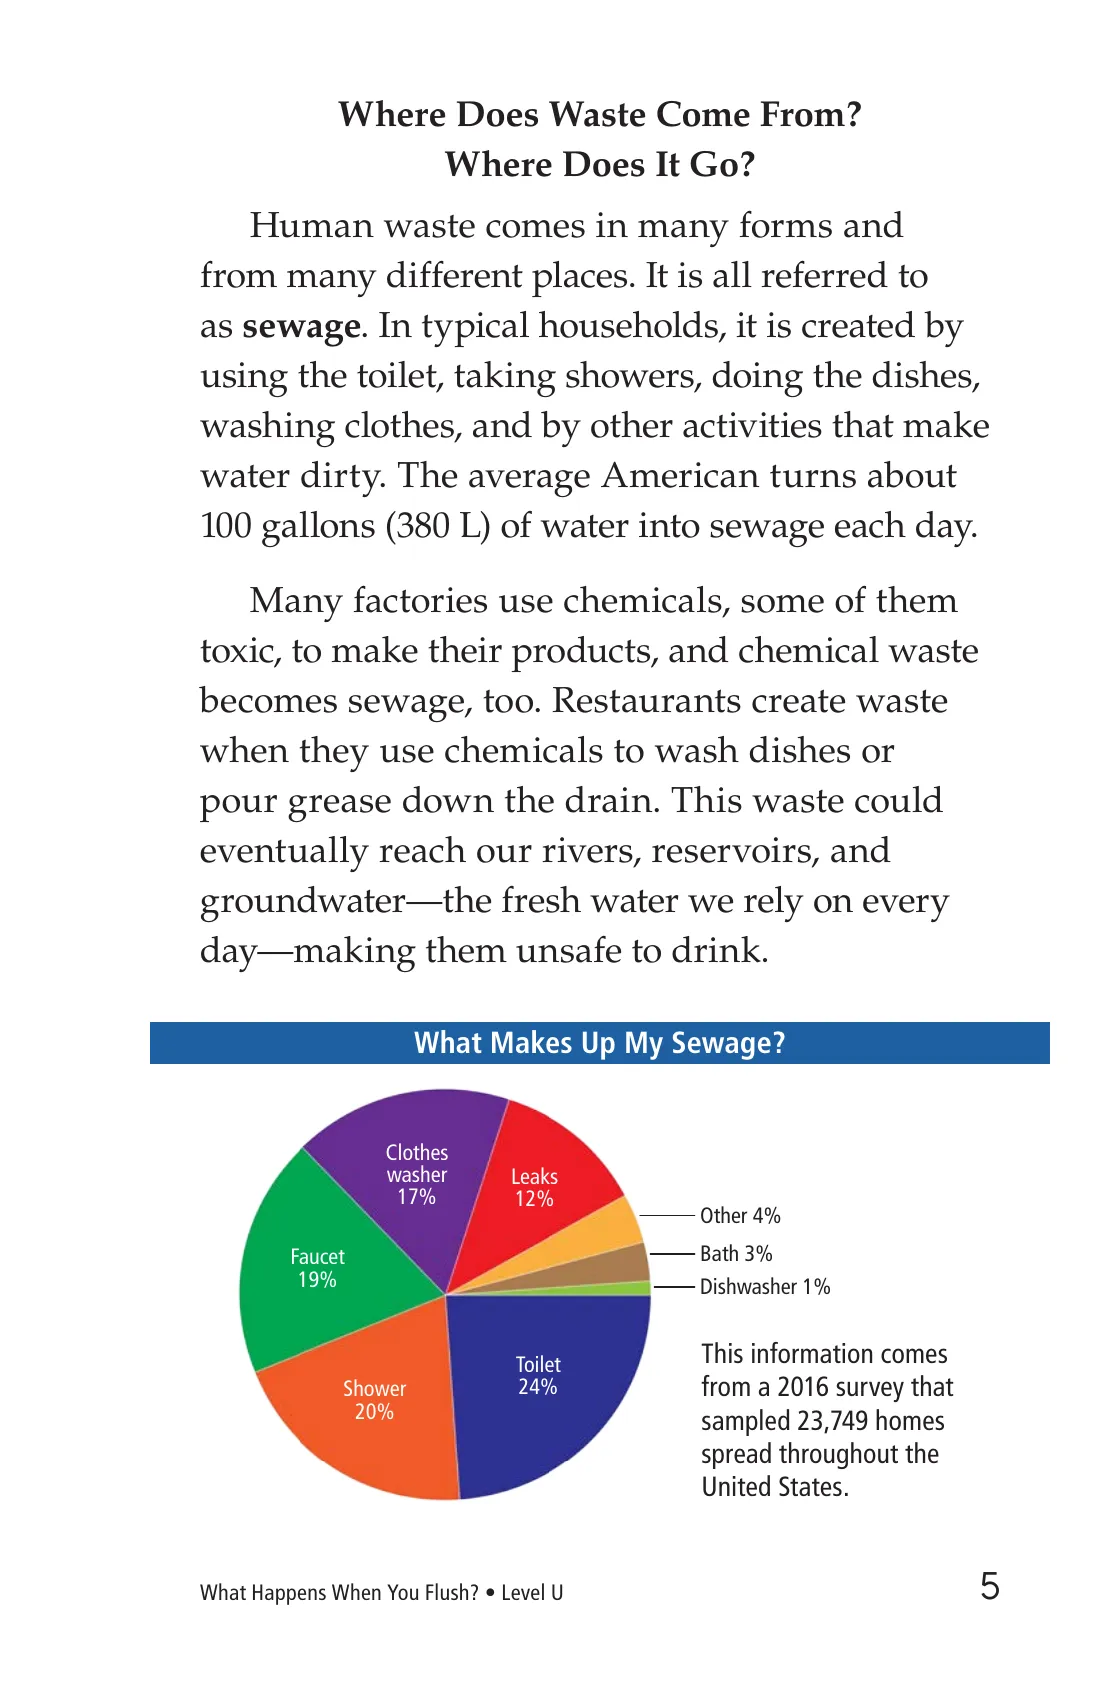 Where Does Waste Come From?
Where Does It Go?
Human waste comes in many forms and
from many different places. It is all referred to
as sewage. In typical households, it is created by
using the toilet, taking showers, doing the dishes,
washing clothes, and by other activities that make
water dirty. The average American turns about
100 gallons (380 L) of water into sewage each day.
Many factories use chemicals, some of them
toxic, to make their products, and chemical waste
becomes sewage, too. Restaurants create waste
when they use chemicals to wash dishes or
pour grease down the drain. This waste could
eventually reach our rivers, reservoirs, and
groundwater—the fresh water we rely on every
day—making them unsafe to drink.
What Makes Up My Sewage?
Clothes
washer
17%
Leaks
12%
Other 4%
Bath 3%
Dishwasher 1%
Faucet
19%
Shower
20%
Toilet
24%
This information comes
from a 2016 survey that
sampled 23,749 homes
spread throughout the
United States.
What Happens When You Flush? • Level U
5